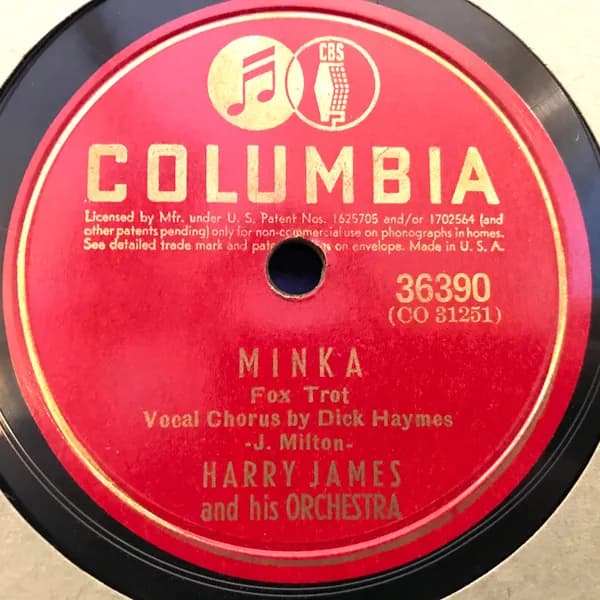 CBS
COLUMBIA
Licensed by Mfr. under U. S. Patent Nos. 1625705 and/or 1702564 (and
other patents pending) only for non-commercial use on phonographs in homes.
See detailed trade mark and on envelope. Made in U. S. A.
36390
(CO 31251)
MINKA
Fox Trot
Vocal Chorus by Dick Haymes
-J. Milton-
HARRY JAMES
and his ORCHESTRA